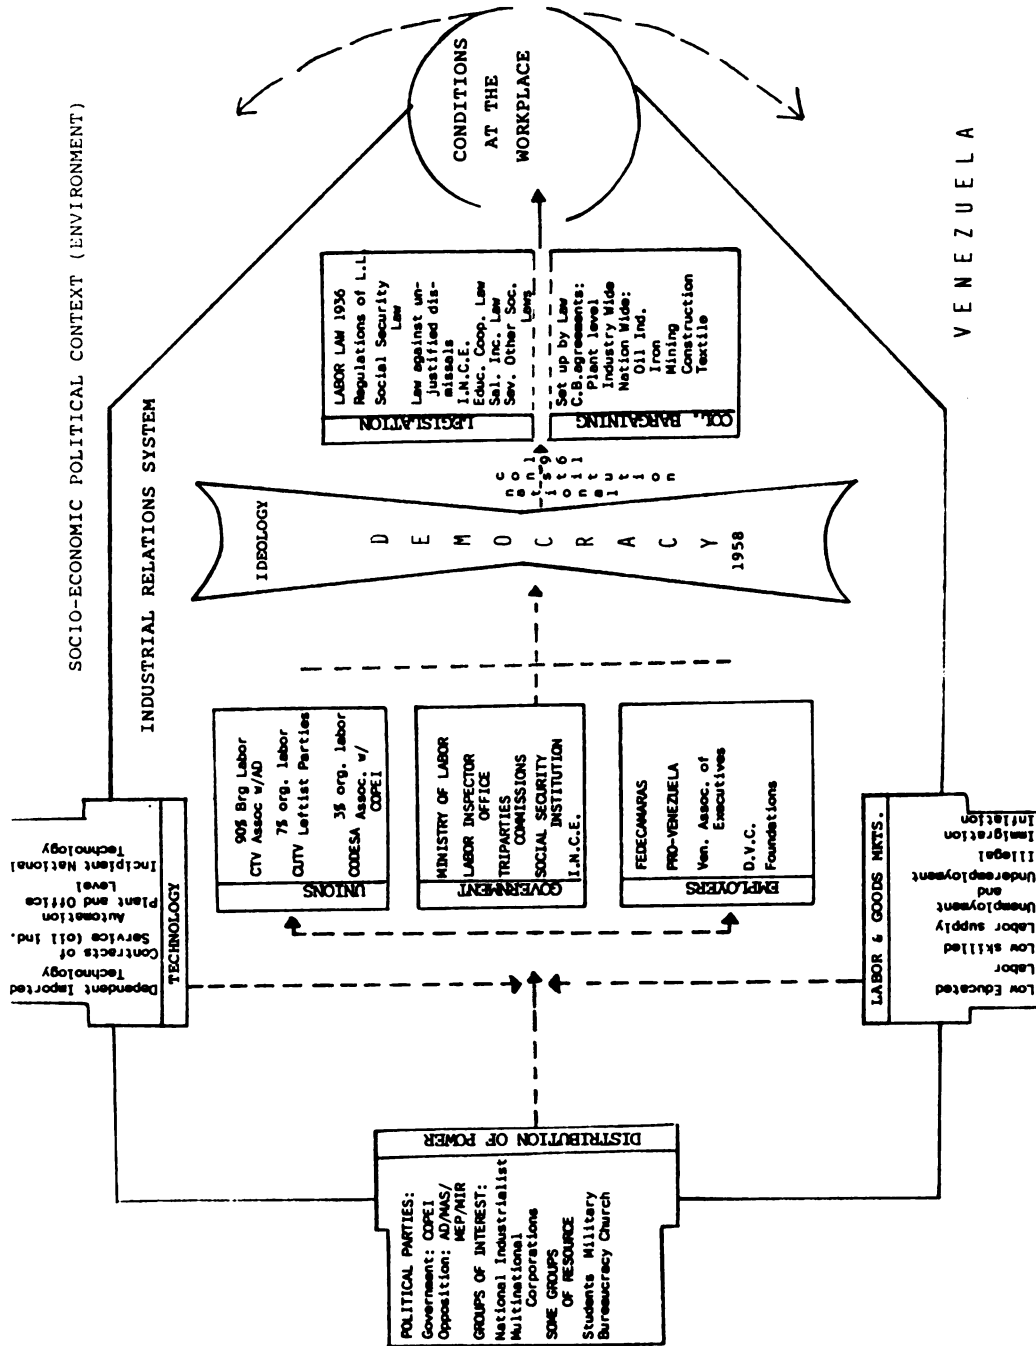 SOCIO-ECONOMIC POLITICAL CONTEXT (ENVIRONMENT)
INDUSTRIAL RELATIONS SYSTEM
DISTRIBUTION OF POWER
POLITICAL PARTIES:
Government: COPEI
Opposition: AD/MAS/
MEP/MIR
GROUPS OF INTEREST:
National Industrialist
Multinational
Corporations
SOME GROUPS
OF RESOURCE
Students Military
Bureaucracy Church
TECHNOLOGY
Dependent Imported
Technology
Contracts of
Service (oil ind.
Automation
Plant and Office
Level
Incipient National
Technology
LABOR & GOODS MKTS.
Low Educated
Labor
Low skilled
Labor supply
Unemployment
and
Underemployment
Illegal
Immigration
Inflation
UNIONS
90% Brg Labor
CTV Assoc w/AD
7% org. labor
CUTV Leftist Parties
3% org. labor
CODESA Assoc. w/
COPEI
GOVERNMENT
MINISTRY OF LABOR
LABOR INSPECTOR
OFFICE
TRIPARTIES
COMMISSIONS
SOCIAL SECURITY
INSTITUTION
I.N.C.E.
EMPLOYERS
FEDECAMARAS
PRO-VENEZUELA
Ven. Assoc. of
Executives
D.V.C.
Foundations
IDEOLOGY
DEMOCRACY
1958
1961
constitution
national
LEGISLATION
LABOR LAW 1936
Regulations of L.L.
Social Security
Law
Law against un-
justified dis-
missals
I.N.C.E.
Educ. Coop. Law
Sal. Inc. Law
Sev. Other Soc.
Laws
COL. BARGAINING
Set up by Law
C.B.agreements:
Plant level
Industry Wide
Nation Wide:
Oil Ind.
Iron
Mining
Construction
Textile
CONDITIONS
AT THE
WORKPLACE
VENEZUELA